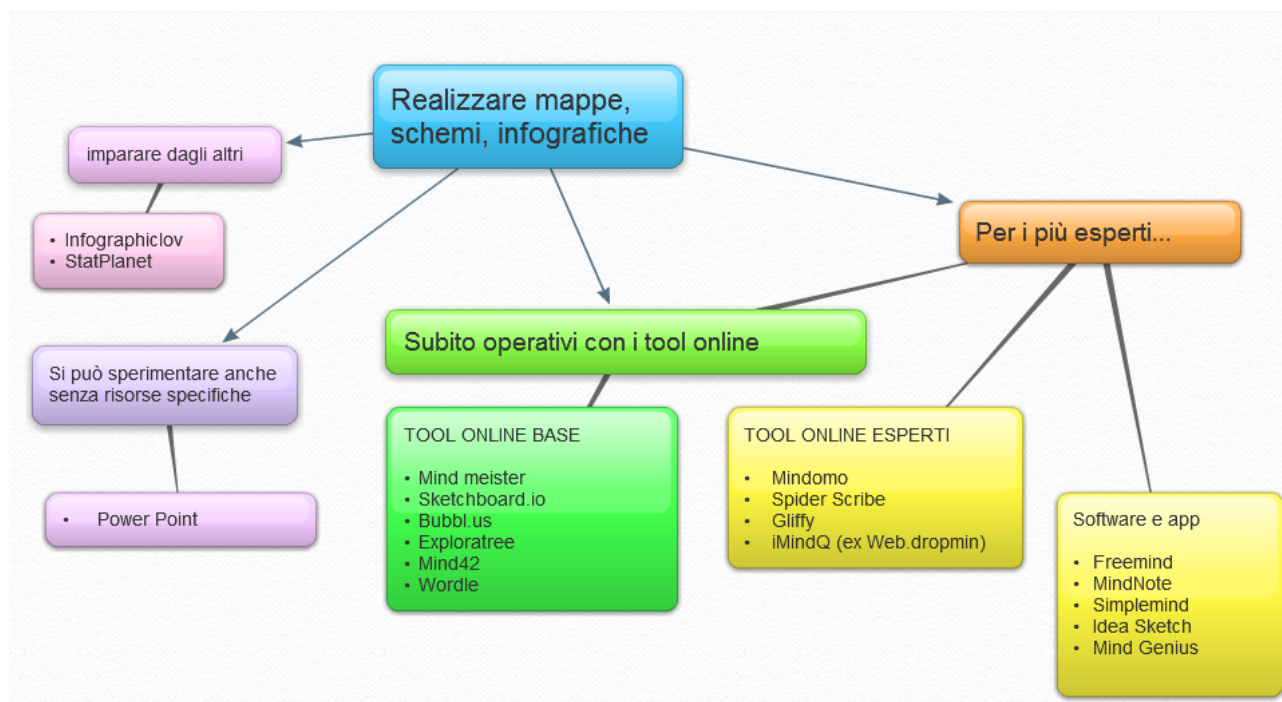 Realizzare mappe,
schemi, infografiche
imparare dagli altri
• Infographiclov
• StatPlanet
Si può sperimentare anche
senza risorse specifiche
• Power Point
Subito operativi con i tool online
TOOL ONLINE BASE
• Mind meister
• Sketchboard.io
• Bubbl.us
• Exploratree
• Mind42
• Wordle
Per i più esperti...
TOOL ONLINE ESPERTI
• Mindomo
• Spider Scribe
• Gliffy
• iMindQ (ex Web.dropmin)
Software e app
• Freemind
• MindNote
• Simplemind
• Idea Sketch
• Mind Genius